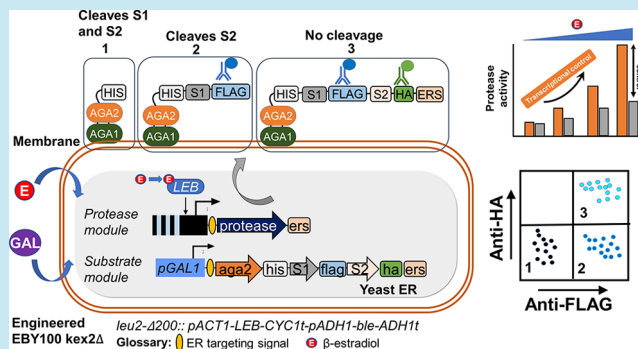 Cleaves S1
and S2
1
Cleaves S2
2
No cleavage
3
HIS
AGA2
AGA1
HIS S1 FLAG
AGA2
AGA1
HIS S1 FLAG S2 HA ERS
AGA2
AGA1
Membrane
E
GAL
E E LEB
Protease
module
protease ers
Substrate
module
pGAL1 aga2 his S1 flag S2 ha ers
Yeast ER
Engineered
EBY100 kex2Δ
leu2-Δ200:: pACT1-LEB-CYC1t-pADH1-ble-ADH1t
Glossary: ER targeting signal E β-estradiol
E
Protease
activity
Transcriptional control
Anti-HA
3
1
2
Anti-FLAG